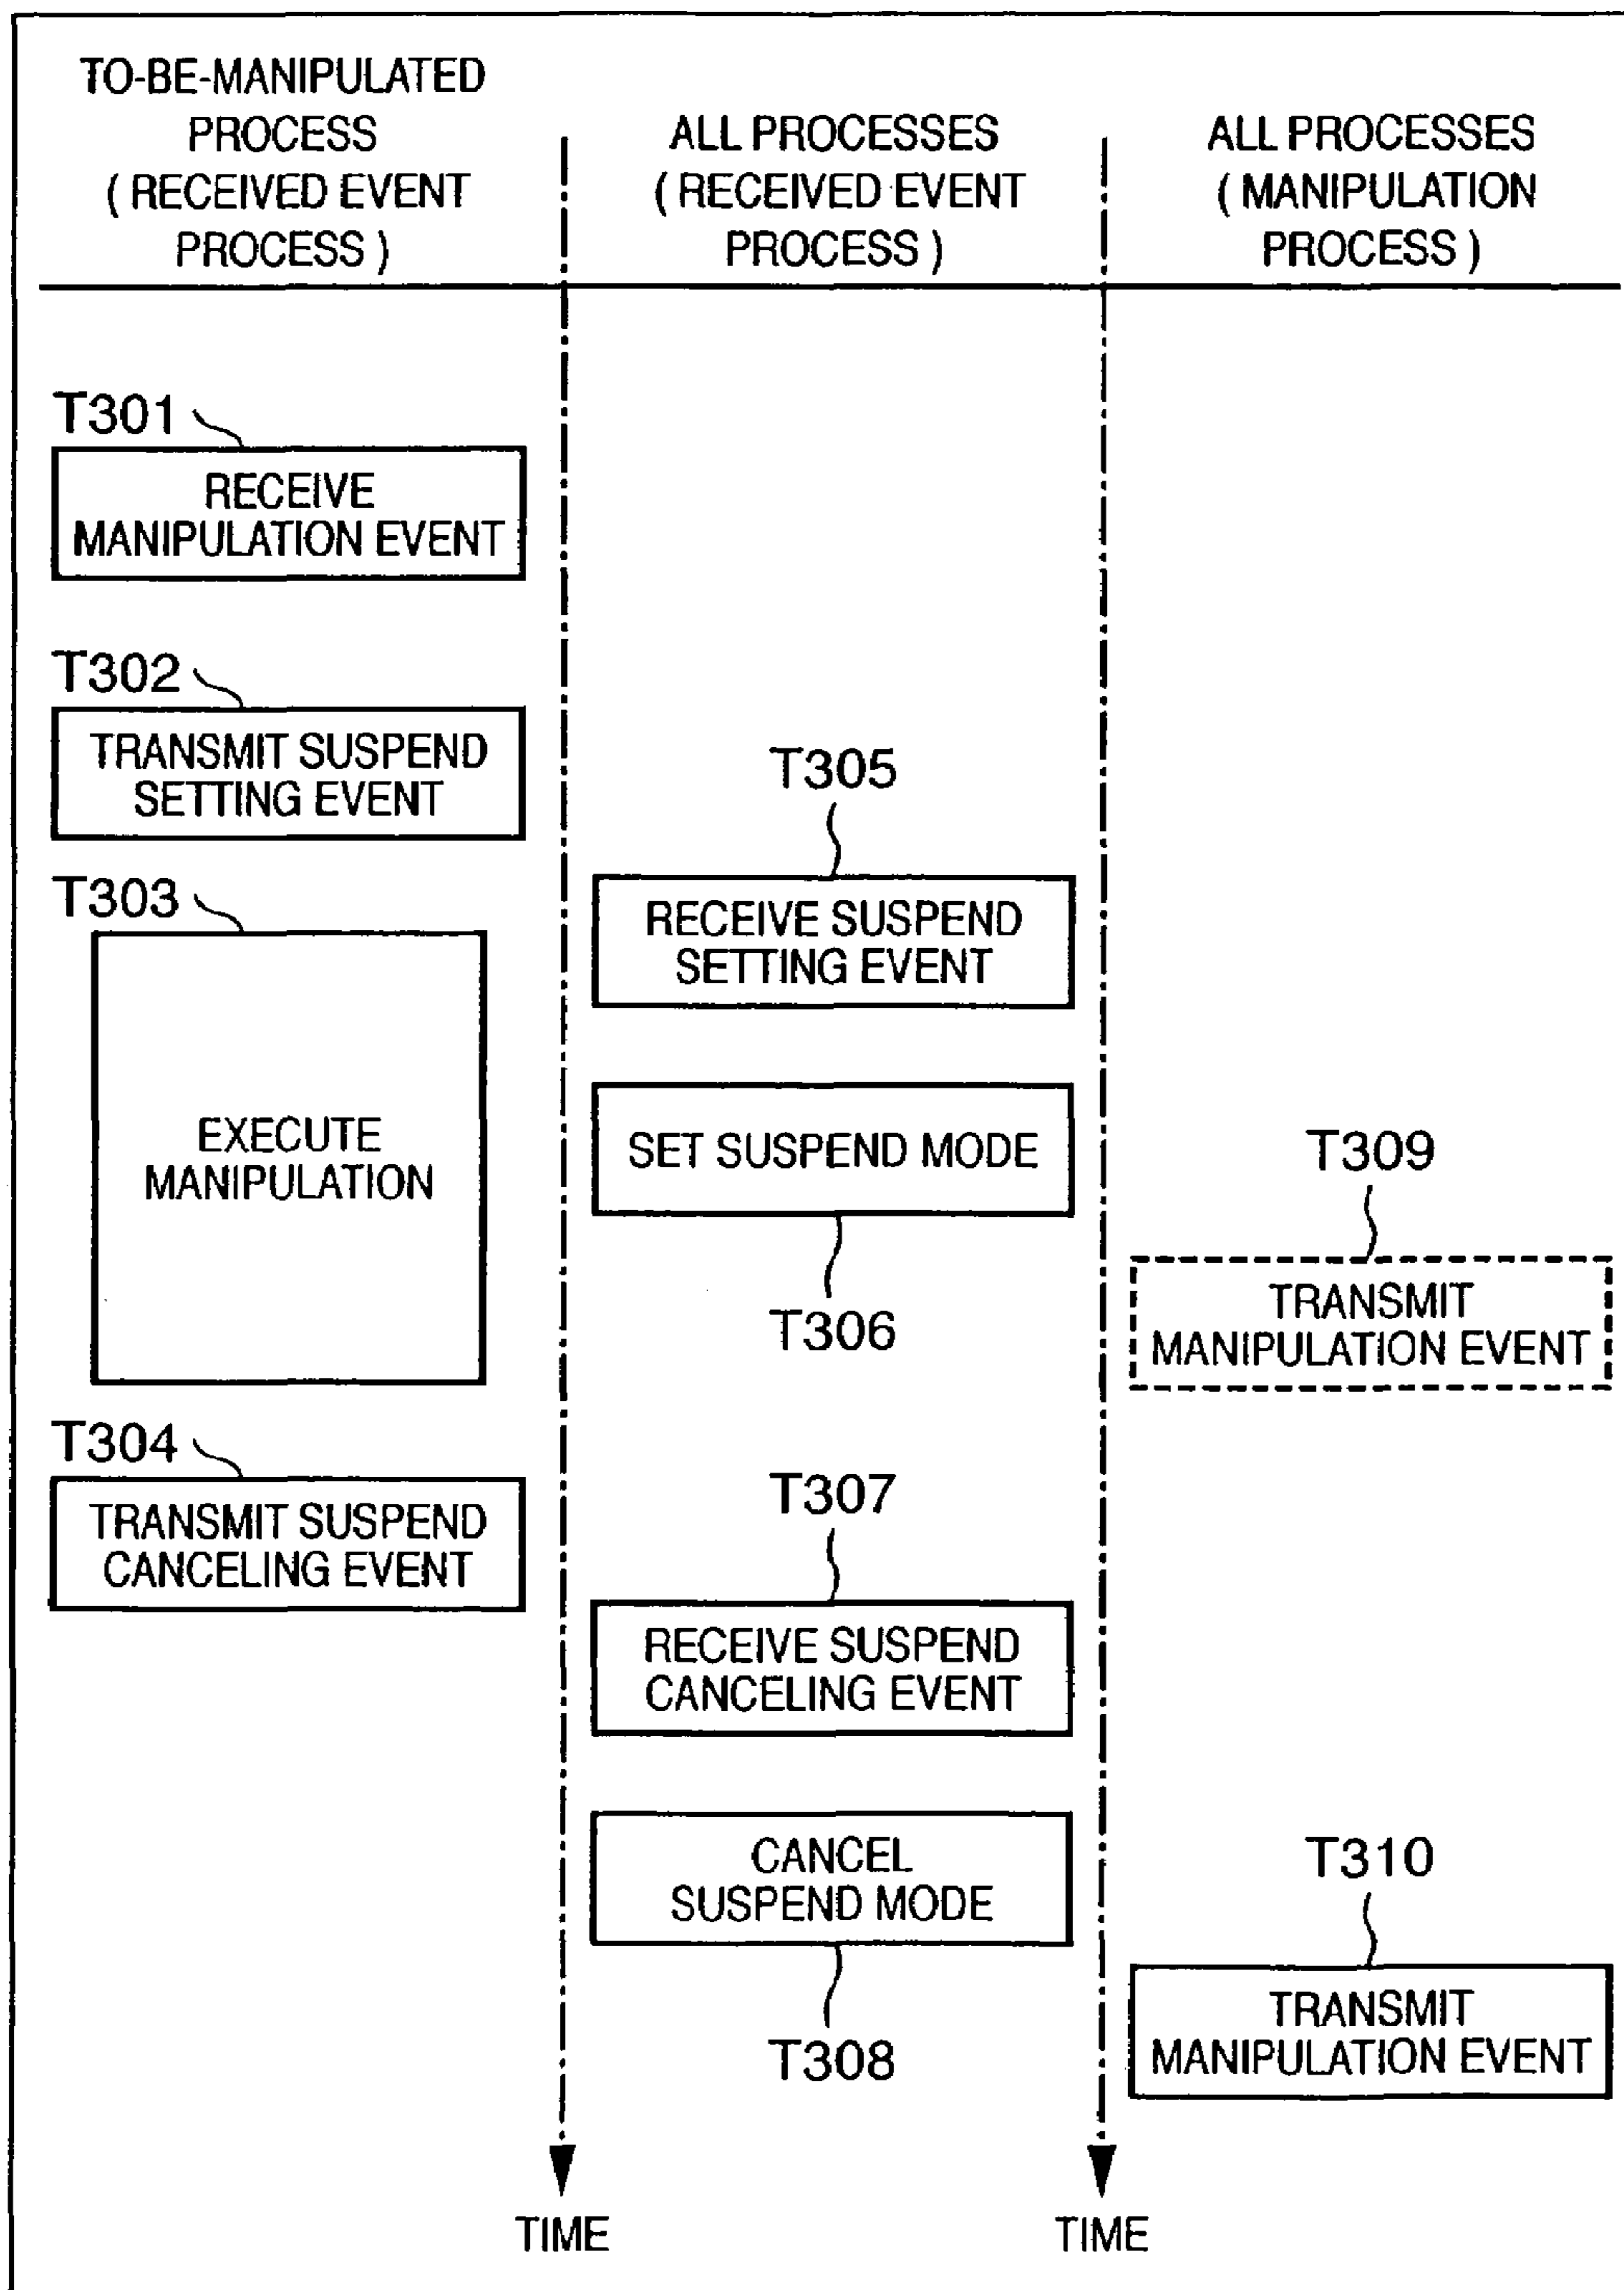 TO-BE-MANIPULATED
PROCESS
( RECEIVED EVENT
PROCESS )
ALL PROCESSES
( RECEIVED EVENT
PROCESS )
ALL PROCESSES
( MANIPULATION
PROCESS )
T301
RECEIVE
MANIPULATION EVENT
T302
TRANSMIT SUSPEND
SETTING EVENT
T303
EXECUTE
MANIPULATION
T304
TRANSMIT SUSPEND
CANCELING EVENT
T305
RECEIVE SUSPEND
SETTING EVENT
SET SUSPEND MODE
T306
T307
RECEIVE SUSPEND
CANCELING EVENT
CANCEL
SUSPEND MODE
T308
T309
TRANSMIT
MANIPULATION EVENT
T310
TRANSMIT
MANIPULATION EVENT
TIME
TIME